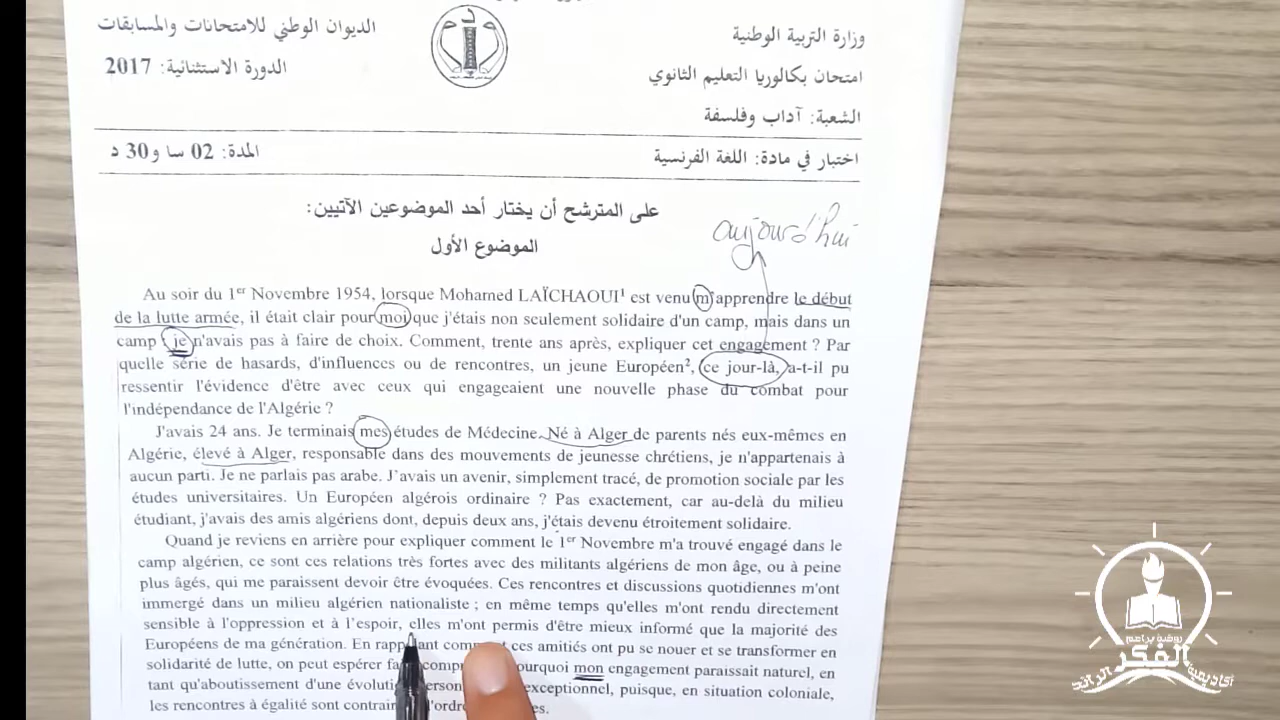 الديوان الوطني للامتحانات والمسابقات
وزارة التربية الوطنية
الدورة الاستثنائية: 2017
امتحان بكالوريا التعليم الثانوي
الشعبة: آداب وفلسفة
المدة: 02 سا و30 د
اختبار في مادة: اللغة الفرنسية
على المترشح أن يختار أحد الموضوعين الآتيين:
aujourd'hui
الموضوع الأول
Au soir du 1er Novembre 1954, lorsque Mohamed LAÏCHAOUI¹ est venu m'apprendre le début
de la lutte armée, il était clair pour moi que j'étais non seulement solidaire d'un camp, mais dans un
camp je n'avais pas à faire de choix. Comment, trente ans après, expliquer cet engagement ? Par
quelle série de hasards, d'influences ou de rencontres, un jeune Européen², ce jour-là, a-t-il pu
ressentir l'évidence d'être avec ceux qui engageaient une nouvelle phase du combat pour
l'indépendance de l'Algérie ?
J'avais 24 ans. Je terminais mes études de Médecine. Né à Alger de parents nés eux-mêmes en
Algérie, élevé à Alger, responsable dans des mouvements de jeunesse chrétiens, je n'appartenais à
aucun parti. Je ne parlais pas arabe. J'avais un avenir, simplement tracé, de promotion sociale par les
études universitaires. Un Européen algérois ordinaire ? Pas exactement, car au-delà du milieu
étudiant, j'avais des amis algériens dont, depuis deux ans, j'étais devenu étroitement solidaire.
Quand je reviens en arrière pour expliquer comment le 1er Novembre m'a trouvé engagé dans le
camp algérien, ce sont ces relations très fortes avec des militants algériens de mon âge, ou à peine
plus âgés, qui me paraissent devoir être évoquées. Ces rencontres et discussions quotidiennes m'ont
immergé dans un milieu algérien nationaliste ; en même temps qu'elles m'ont rendu directement
sensible à l'oppression et à l'espoir, elles m'ont permis d'être mieux informé que la majorité des
Européens de ma génération. En ces amitiés ont pu se nouer et se transformer en
solidarité de lutte, on peut espérer mon engagement paraissait naturel, en
tant qu'aboutissement d'une exceptionnel, puisque, en situation coloniale,
les rencontres à égalité sont
الفكر
الرائد
أكاديمية